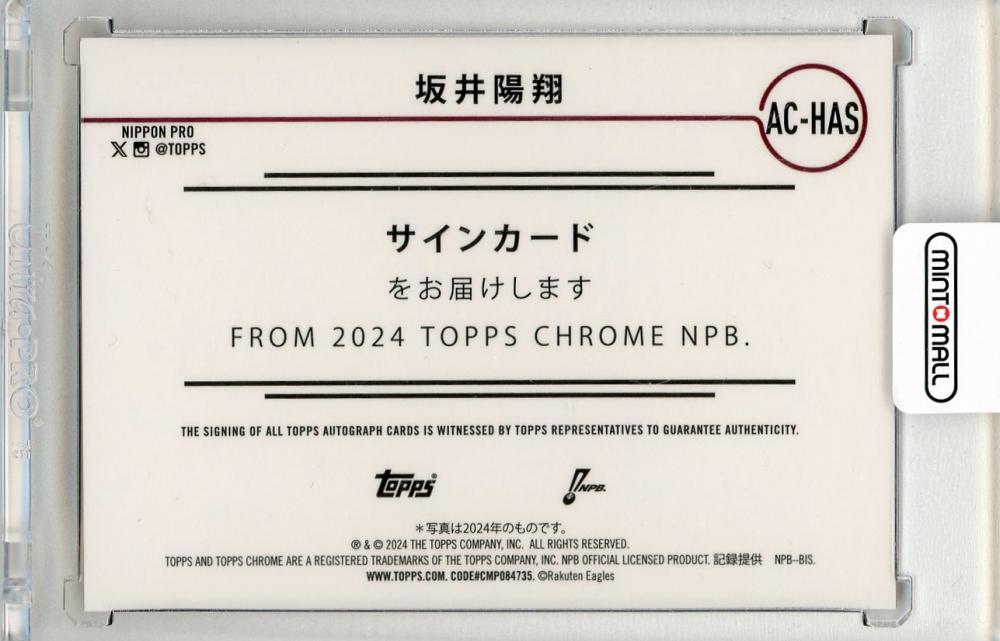 坂井陽翔
AC-HAS
NIPPON PRO
@TOPPS
サインカード
をお届けします
FROM 2024 TOPPS CHROME NPB.
THE SIGNING OF ALL TOPPS AUTOGRAPH CARDS IS WITNESSED BY TOPPS REPRESENTATIVES TO GUARANTEE AUTHENTICITY.
topps®
NPB.
＊写真は2024年のものです。
® & © 2024 THE TOPPS COMPANY, INC. ALL RIGHTS RESERVED.
TOPPS AND TOPPS CHROME ARE A REGISTERED TRADEMARKS OF THE TOPPS COMPANY, INC. NPB OFFICIAL LICENSED PRODUCT. 記録提供 NPB-BIS.
WWW.TOPPS.COM. CODE#CMP084735. ©Rakuten Eagles
MINTOMALL
Ultra·PRO